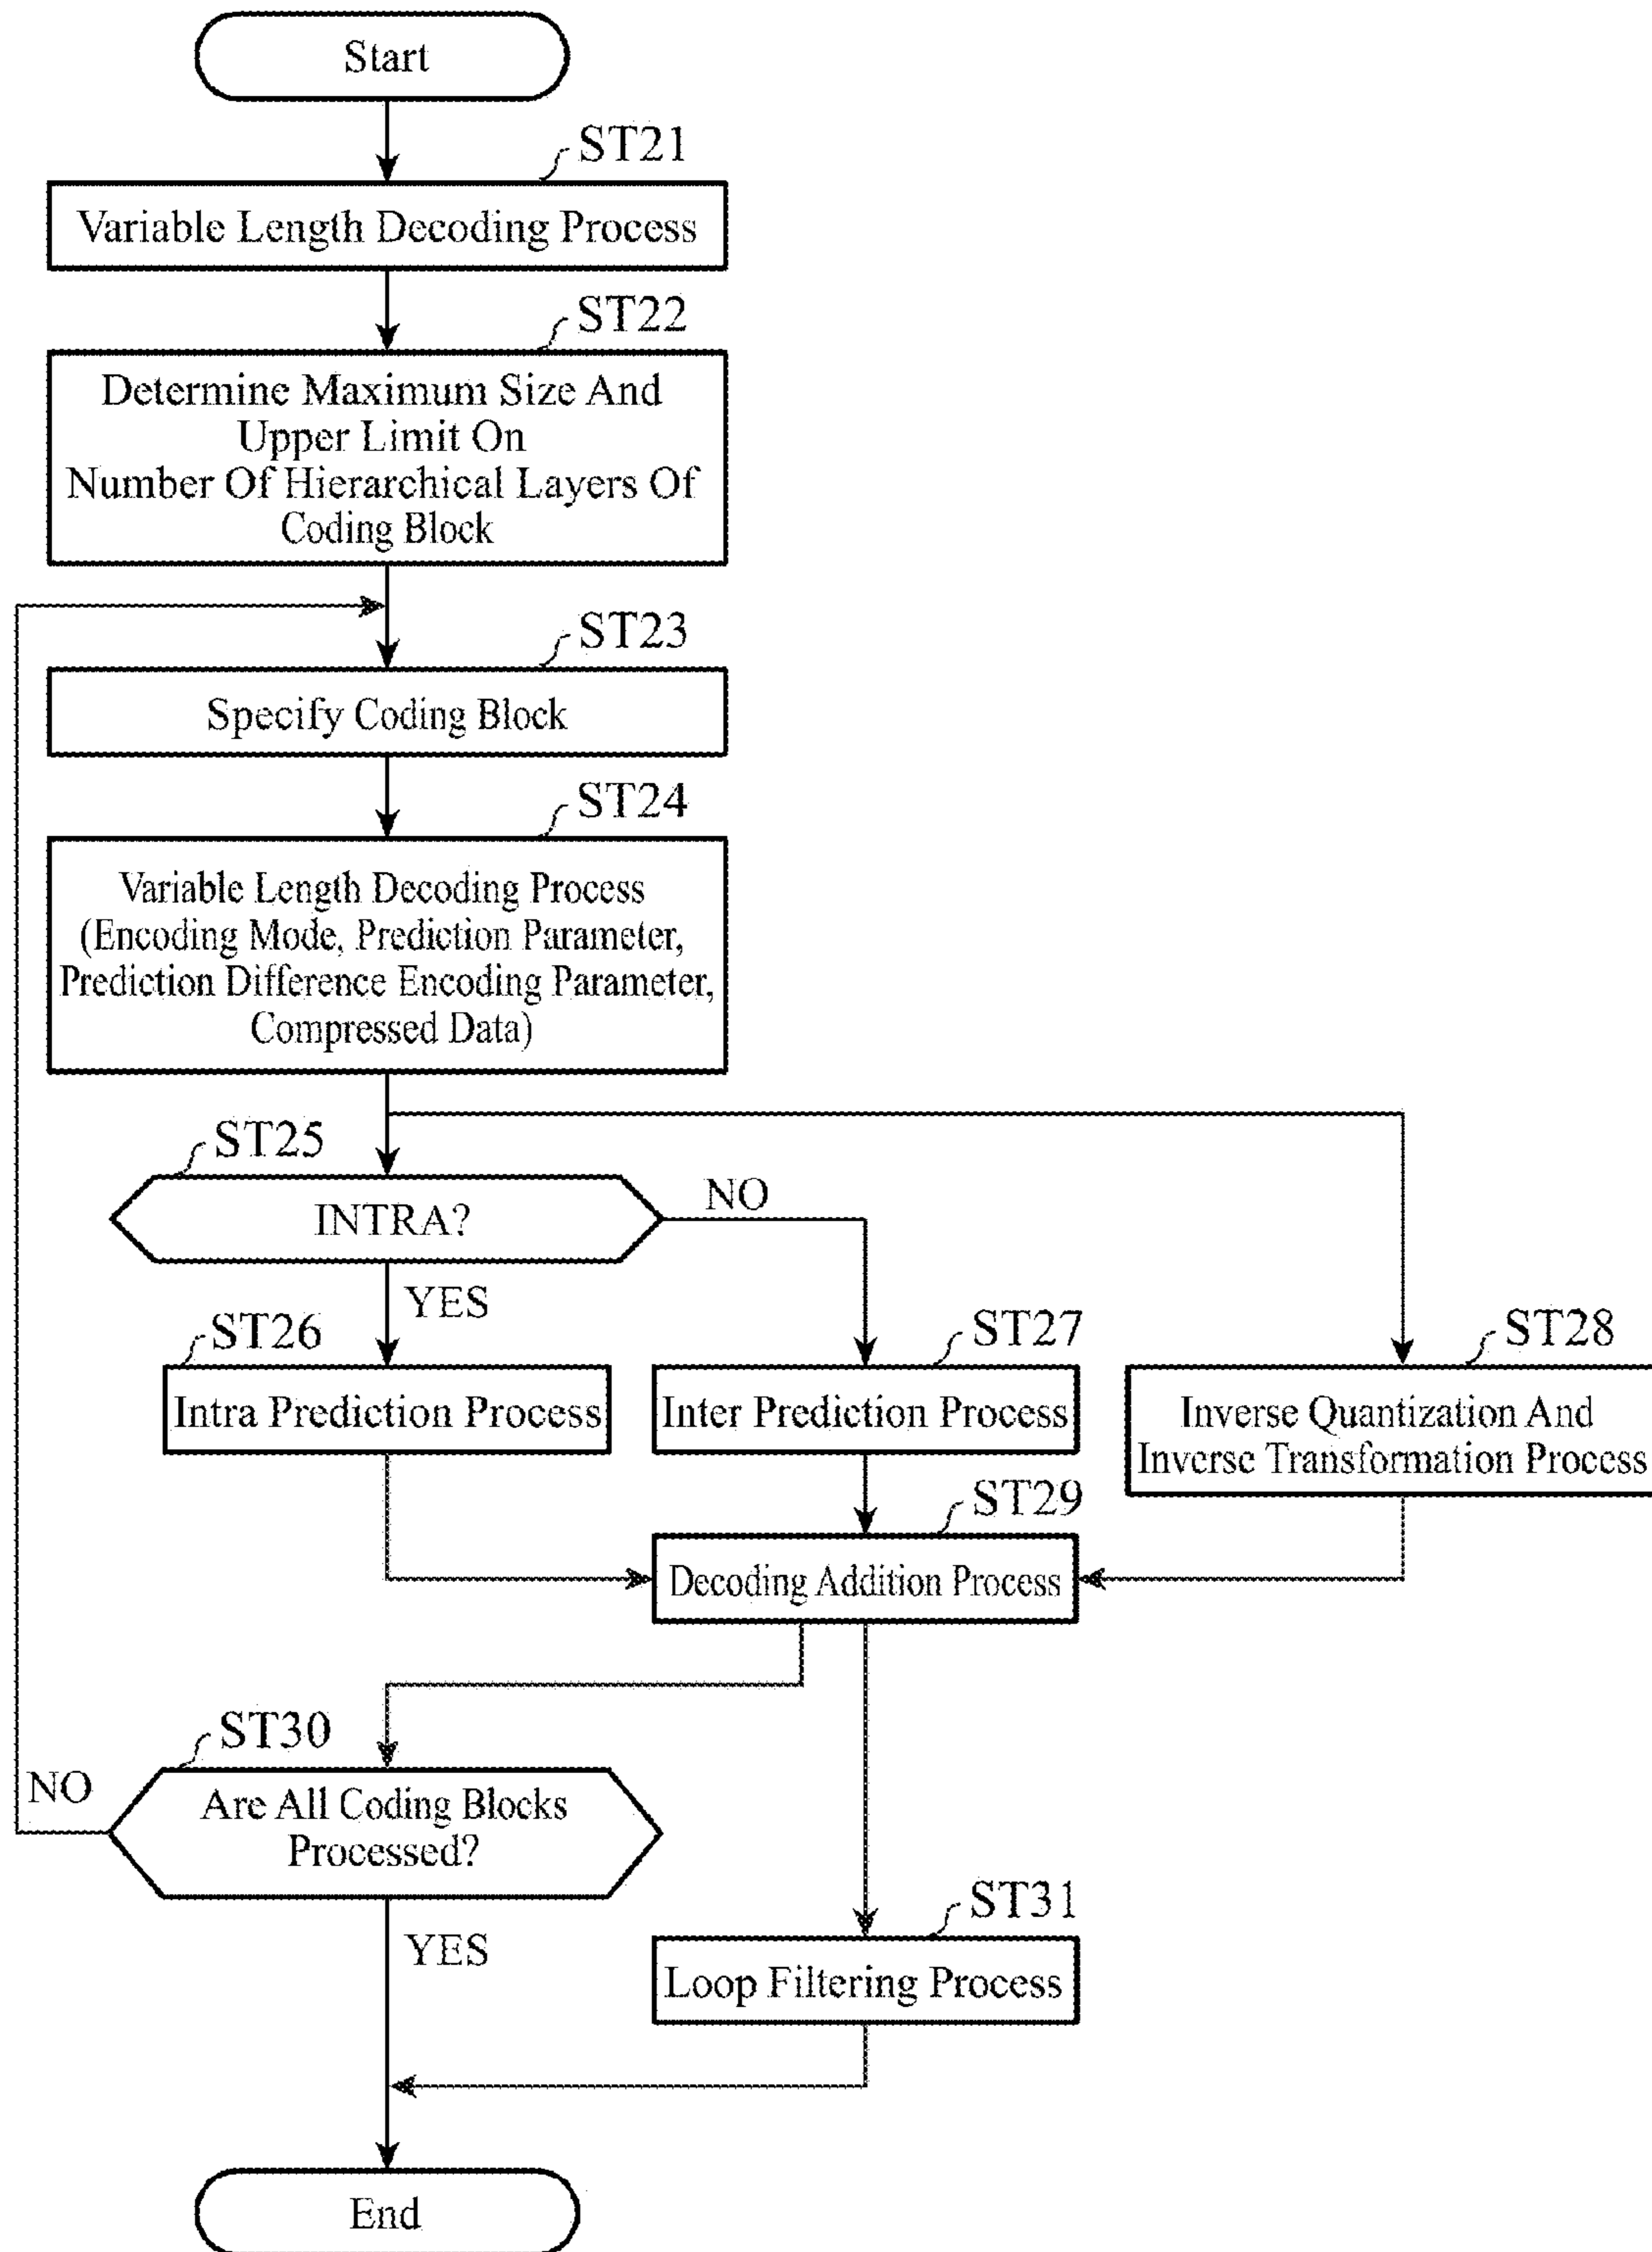 Start
ST21
Variable Length Decoding Process
ST22
Determine Maximum Size And
Upper Limit On
Number Of Hierarchical Layers Of
Coding Block
ST23
Specify Coding Block
ST24
Variable Length Decoding Process
(Encoding Mode, Prediction Parameter,
Prediction Difference Encoding Parameter,
Compressed Data)
ST25
INTRA?
NO
YES
ST26
Intra Prediction Process
ST27
Inter Prediction Process
ST28
Inverse Quantization And
Inverse Transformation Process
ST29
Decoding Addition Process
ST30
Are All Coding Blocks
Processed?
NO
YES
ST31
Loop Filtering Process
End